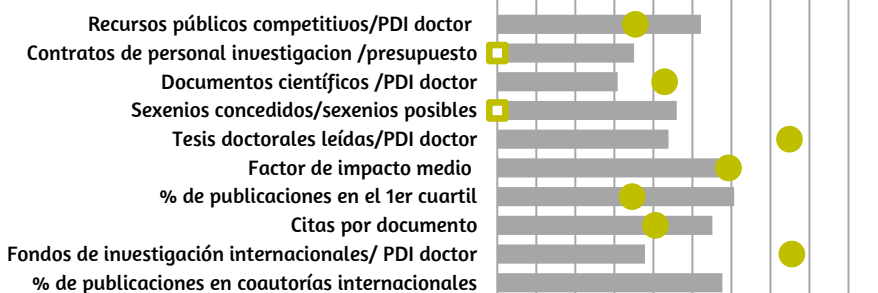 Recursos públicos competitivos/PDI doctor
Contratos de personal investigacion /presupuesto
Documentos científicos /PDI doctor
Sexenios concedidos/sexenios posibles
Tesis doctorales leídas/PDI doctor
Factor de impacto medio
% de publicaciones en el 1er cuartil
Citas por documento
Fondos de investigación internacionales/ PDI doctor
% de publicaciones en coautorías internacionales